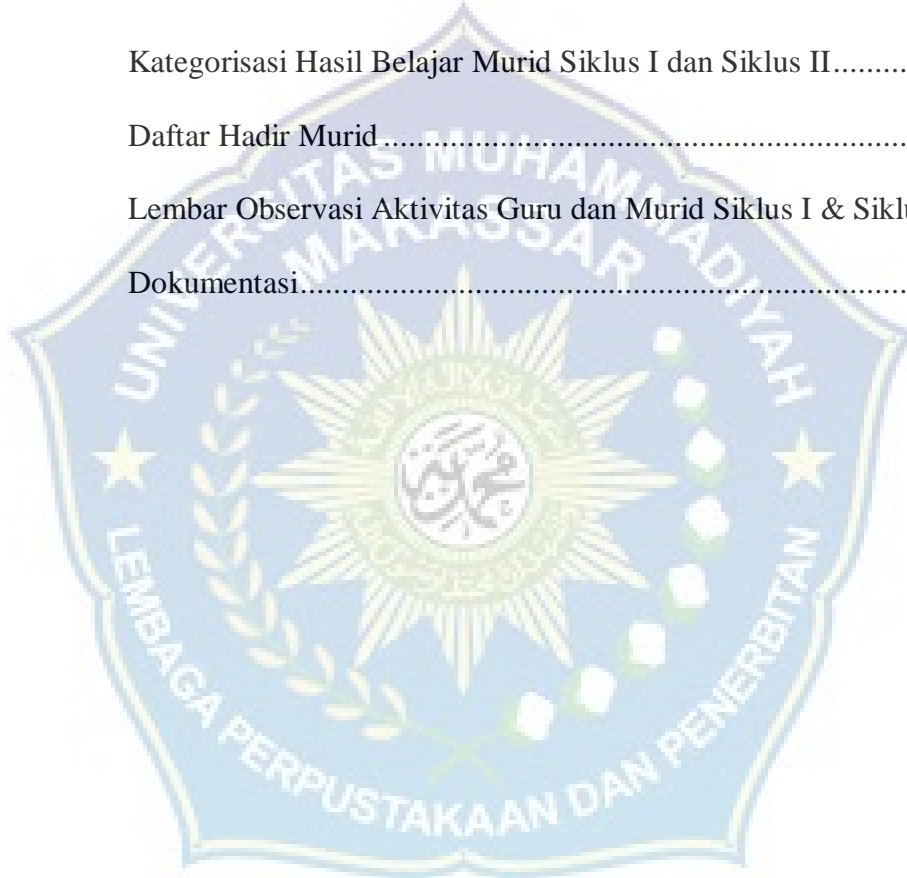 Kategorisasi Hasil Belajar Murid Siklus I dan Siklus II.........
Daftar Hadir Murid ................................................................
Lembar Observasi Aktivitas Guru dan Murid Siklus I & Siklu
Dokumentasi..........................................................................
UNIVERSITAS MUHAMMADIYAH
MAKASSAR
LEMBAGA PERPUSTAKAAN DAN PENERBITAN